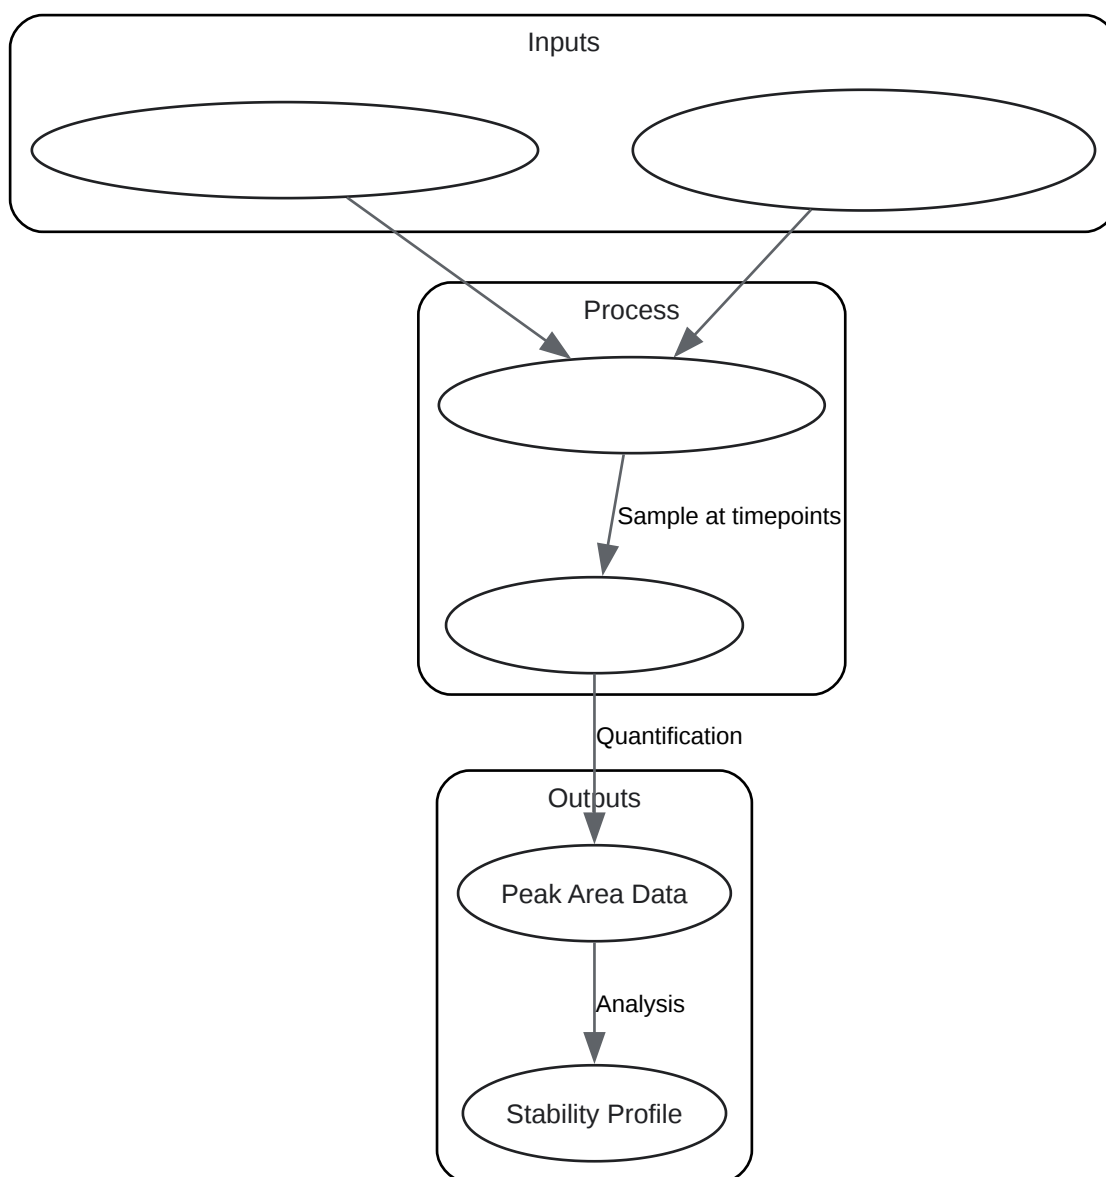 Inputs
Process
Sample at timepoints
Quantification
Outputs
Peak Area Data
Analysis
Stability Profile